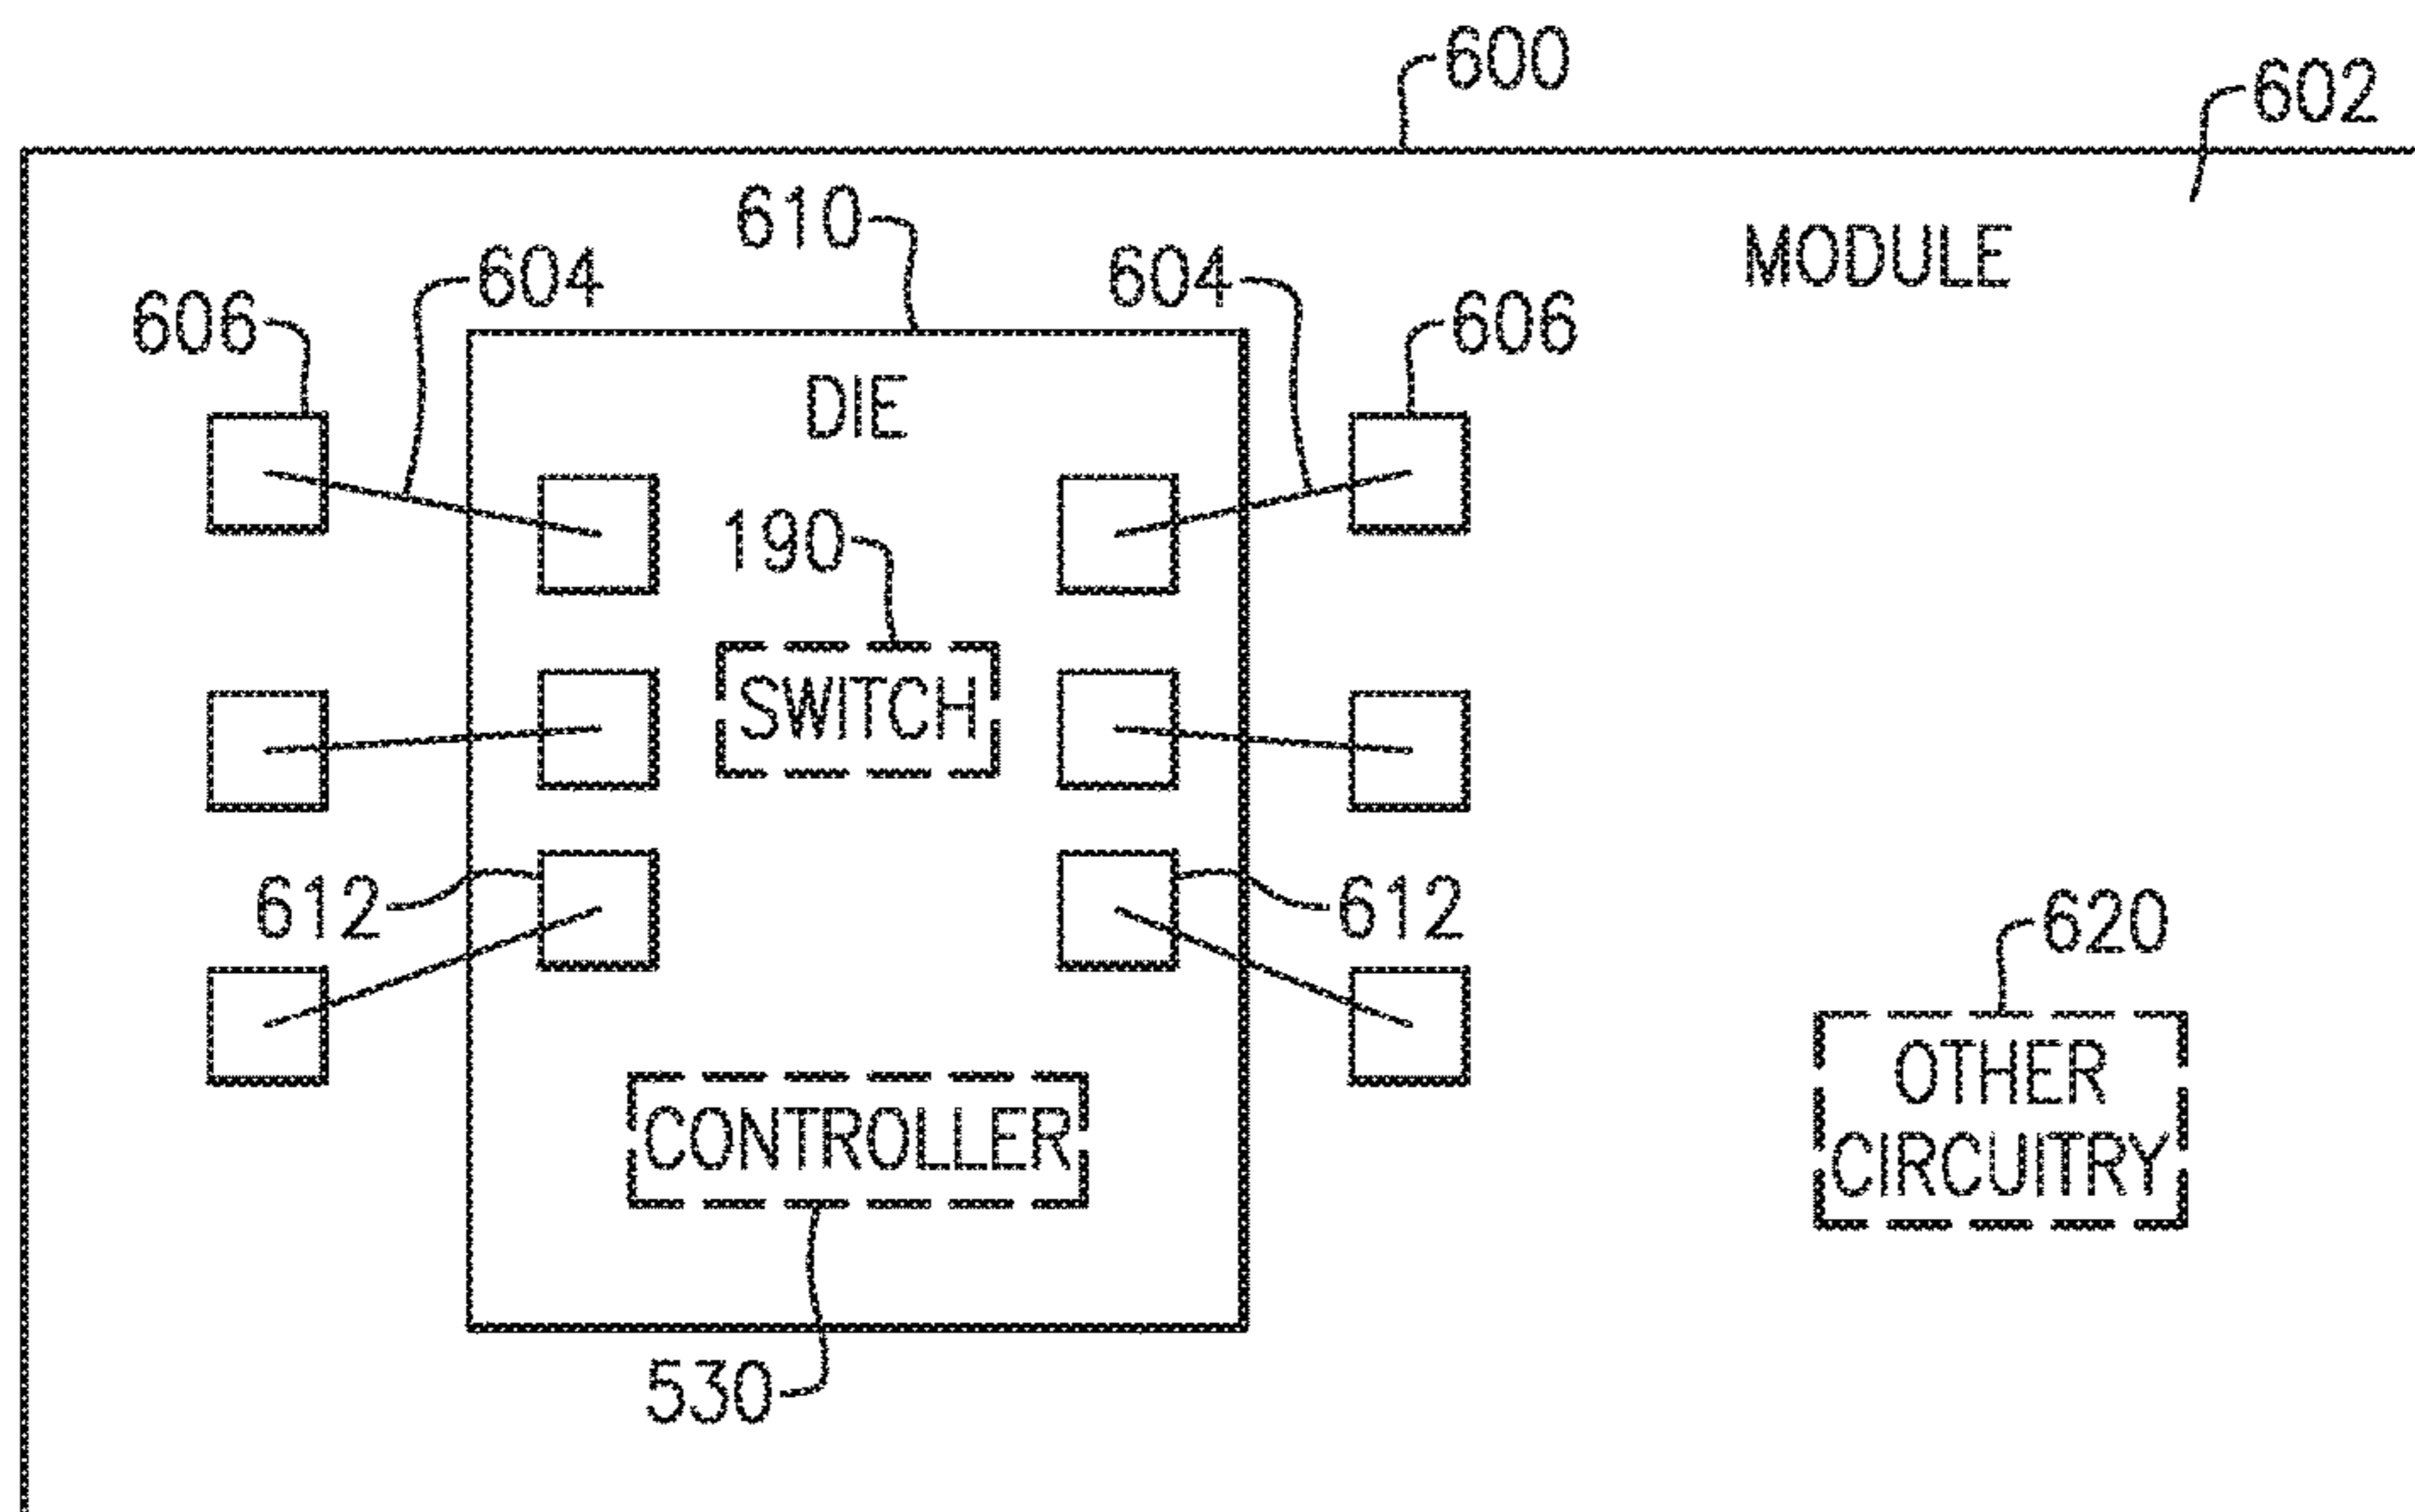 600
602
610
MODULE
604
604
606
606
DIE
190
SWITCH
612
612
620
OTHER
CIRCUITRY
CONTROLLER
530